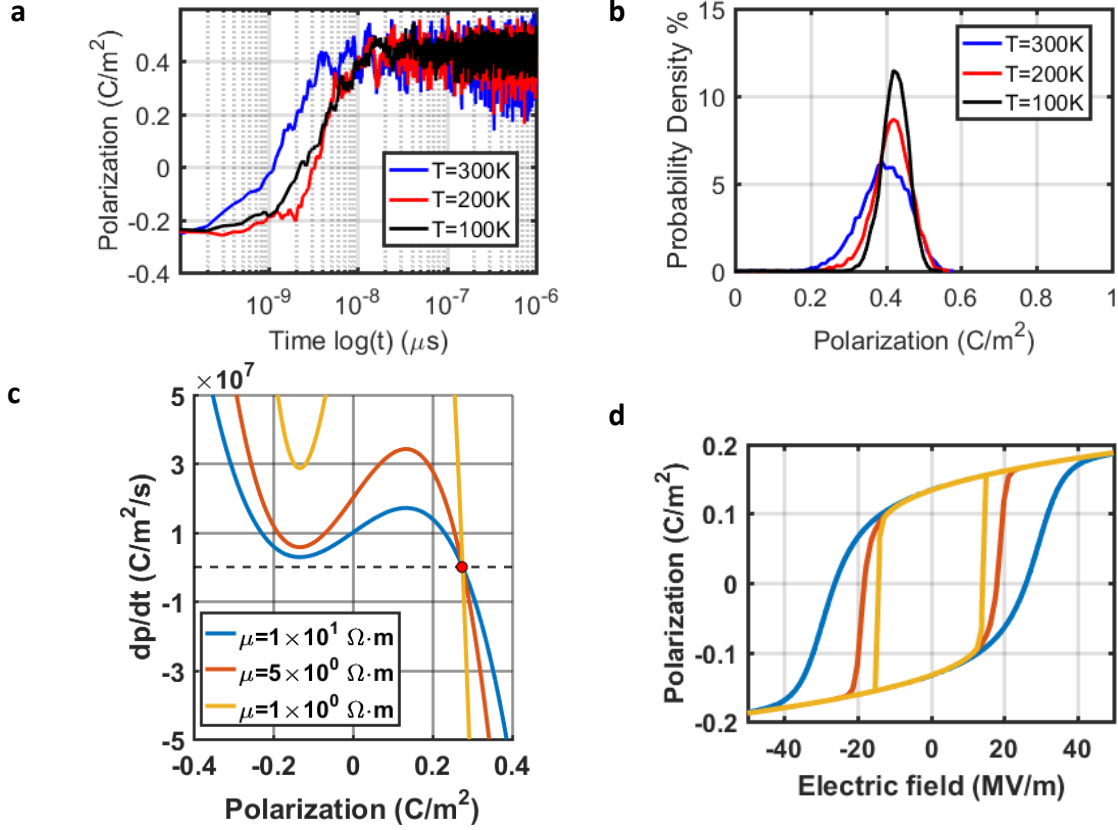 a
Polarization (C/m²)
0.4
0.2
0
-0.2
-0.4
T=300K
T=200K
T=100K
10⁻⁹
10⁻⁸
10⁻⁷
10⁻⁶
Time log(t) (μs)
b
Probability Density %
15
10
5
0
T=300K
T=200K
T=100K
0
0.2
0.4
0.6
0.8
1
Polarization (C/m²)
c
×10⁷
dp/dt (C/m²/s)
5
3
1
-1
-3
-5
μ=1×10¹ Ω·m
μ=5×10⁰ Ω·m
μ=1×10⁰ Ω·m
-0.4
-0.2
0
0.2
0.4
Polarization (C/m²)
d
Polarization (C/m²)
0.2
0.1
0
-0.1
-0.2
-40
-20
0
20
40
Electric field (MV/m)